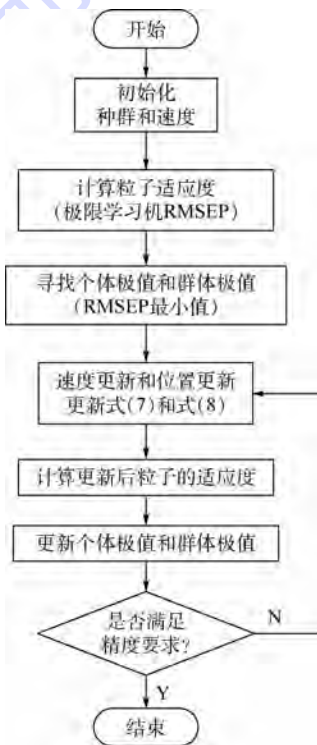 开始
初始化
种群和速度
计算粒子适应度
(极限学习机RMSEP)
寻找个体极值和群体极值
(RMSEP最小值)
速度更新和位置更新
更新式(7)和式(8)
计算更新后粒子的适应度
更新个体极值和群体极值
是否满足
精度要求?
N
Y
结束